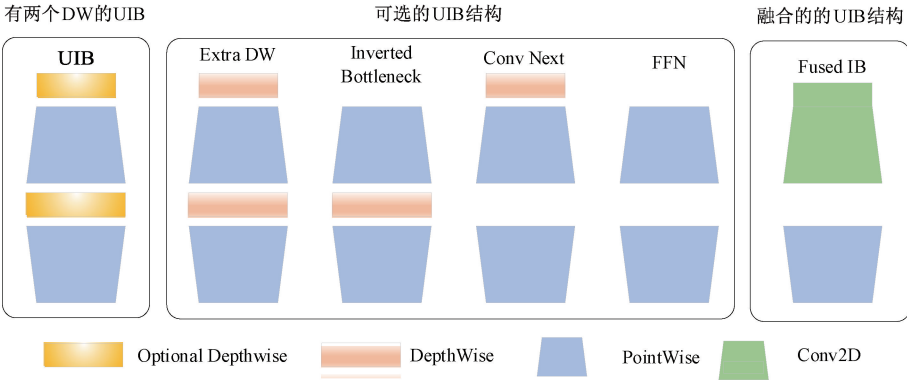 有两个DW的UIB
可选的UIB结构
融合的的UIB结构
UIB
Extra DW
Inverted
Bottleneck
Conv Next
FFN
Fused IB
Optional Depthwise
DepthWise
PointWise
Conv2D